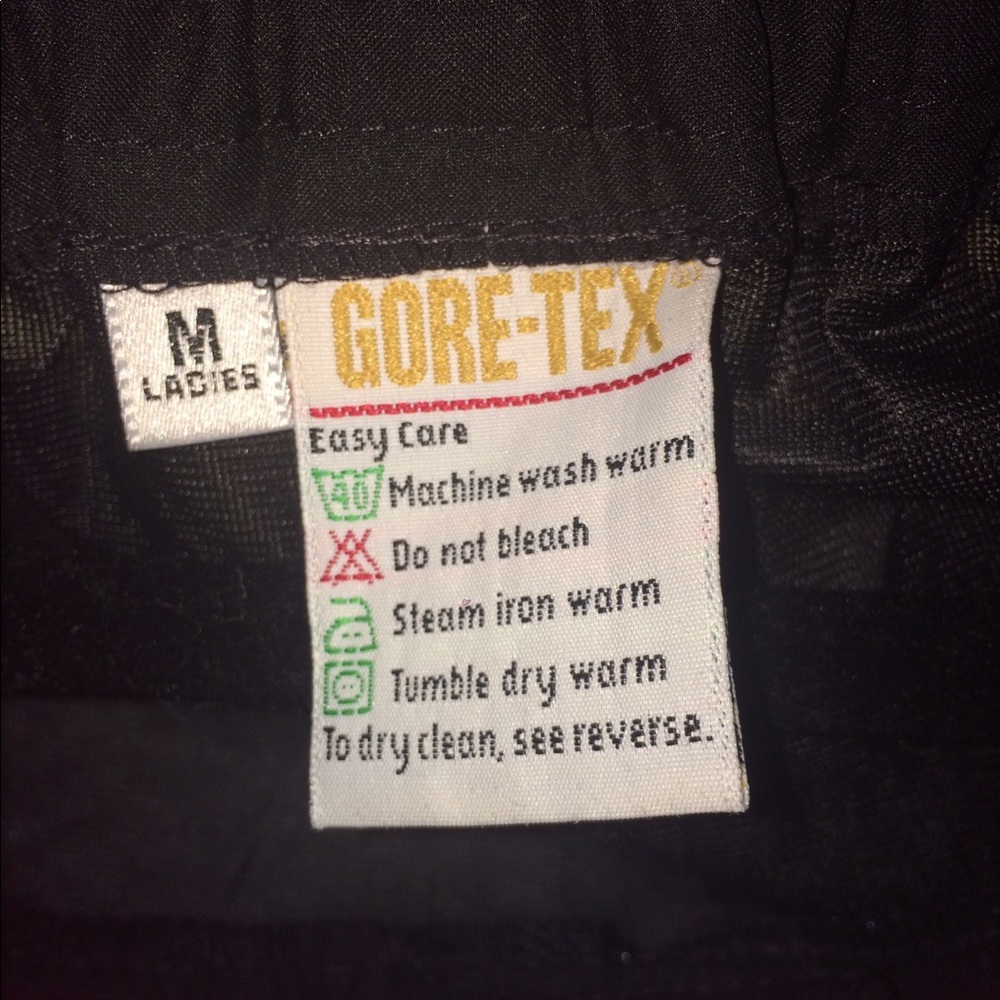 M
LADIES
GORE-TEX®
Easy Care
40 Machine wash warm
Do not bleach
Steam iron warm
Tumble dry warm
To dry clean, see reverse.